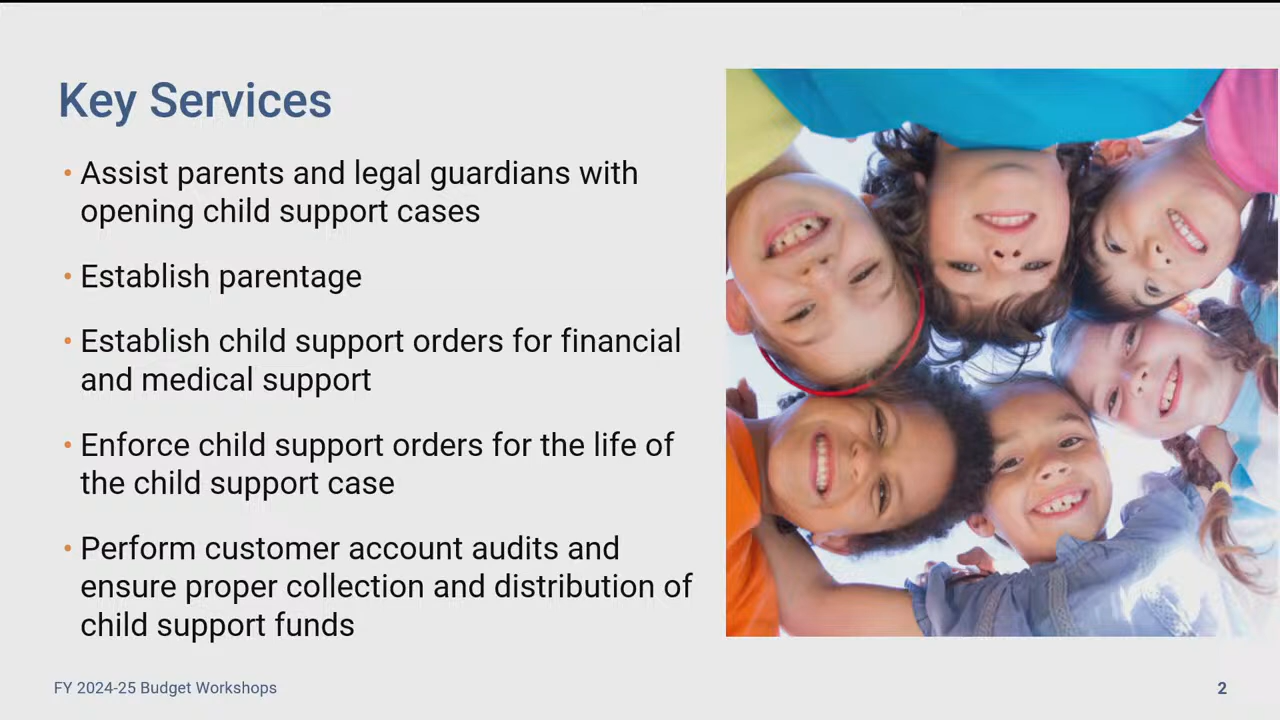 Key Services
• Assist parents and legal guardians with
opening child support cases
• Establish parentage
• Establish child support orders for financial
and medical support
• Enforce child support orders for the life of
the child support case
• Perform customer account audits and
ensure proper collection and distribution of
child support funds
FY 2024-25 Budget Workshops
2